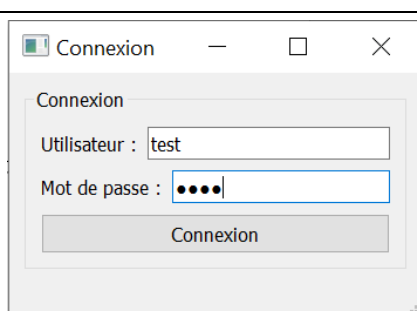 Connexion
Connexion
Utilisateur : test
Mot de passe : ●●●●
Connexion